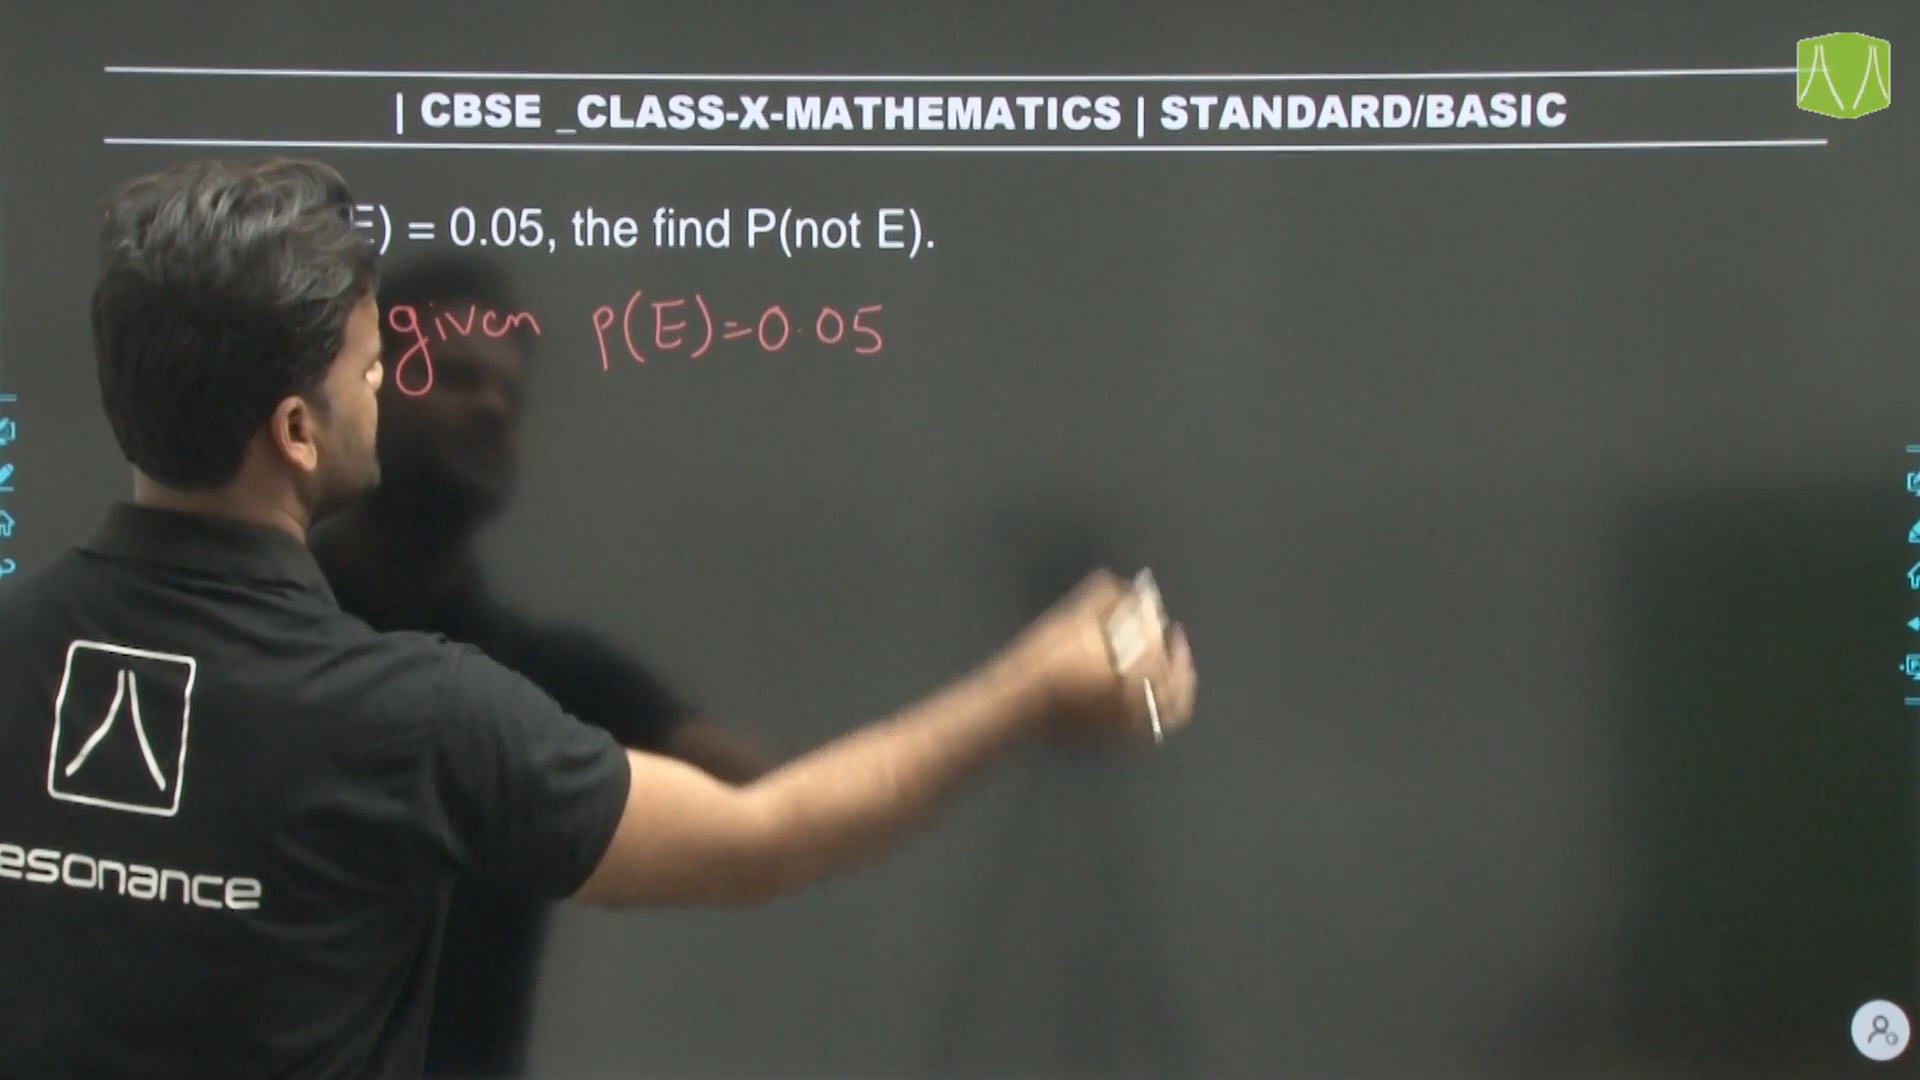 | CBSE _CLASS-X-MATHEMATICS | STANDARD/BASIC
E) = 0.05, the find P(not E).
given P(E)=0.05
esonance